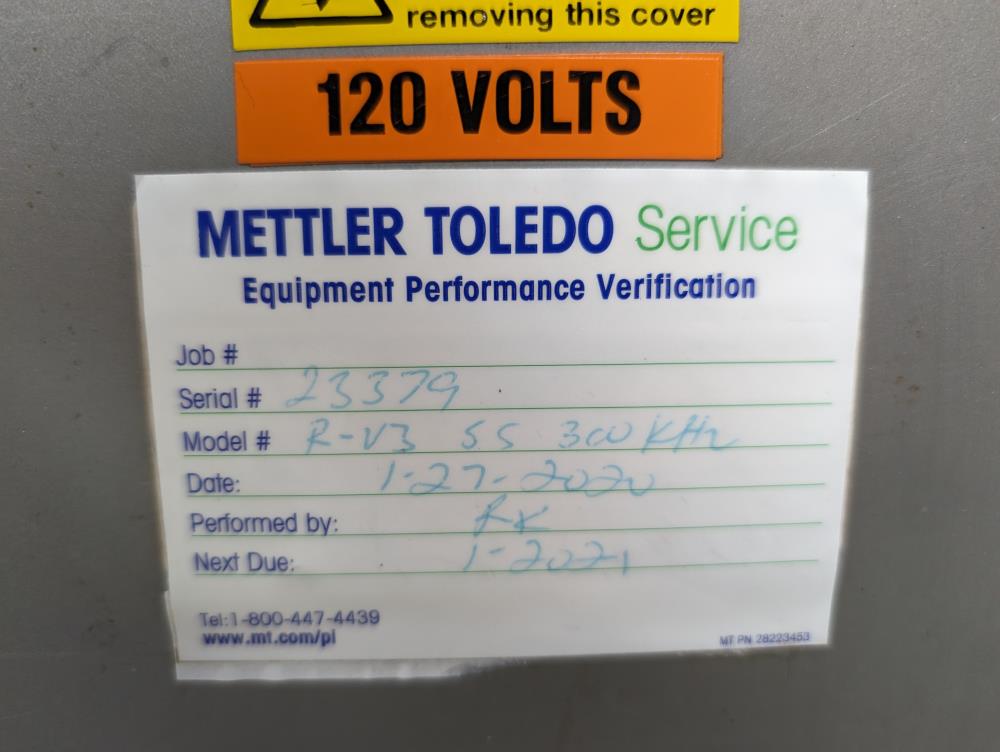 removing this cover
120 VOLTS
METTLER TOLEDO Service
Equipment Performance Verification
Job #
Serial # 23379
Model # R-V3 SS 300 KHz
Date: 1-27-2020
Performed by: RK
Next Due: 1-2021
Tel:1-800-447-4439
www.mt.com/pi
MT PN 28223453